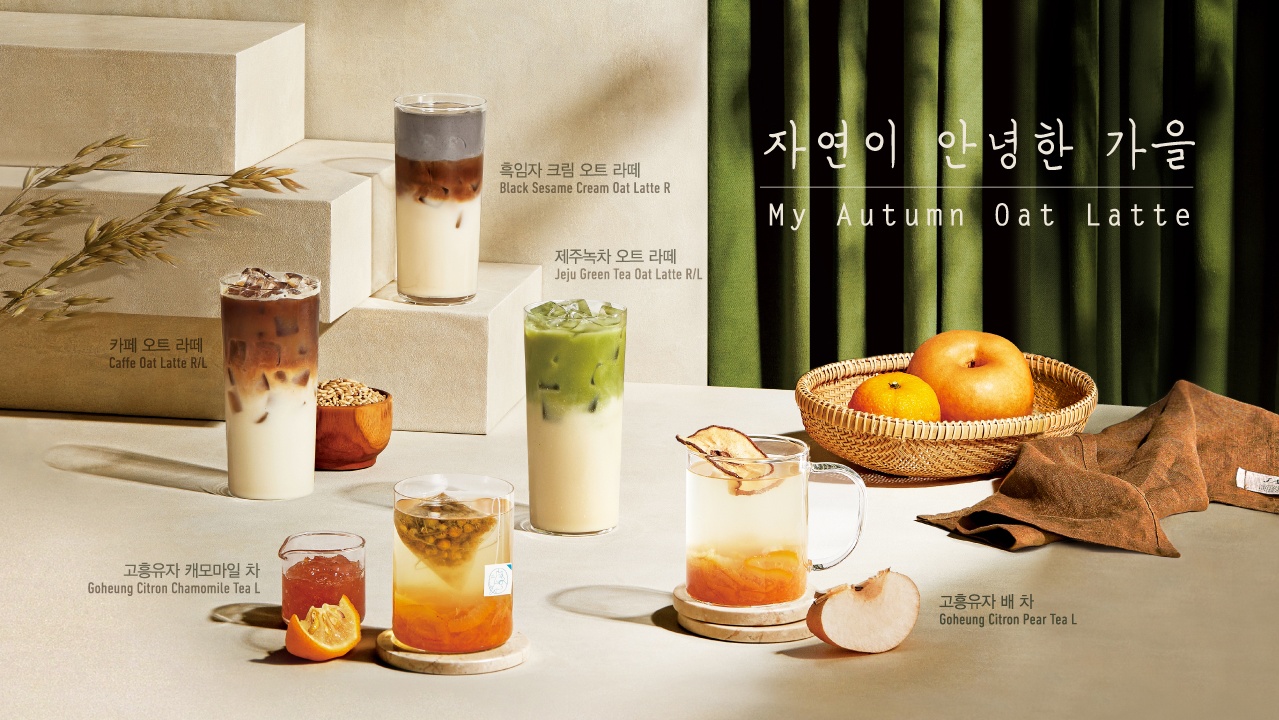 자연이 안녕한 가을
My Autumn Oat Latte
흑임자 크림 오트 라떼
Black Sesame Cream Oat Latte R
제주녹차 오트 라떼
Jeju Green Tea Oat Latte R/L
카페 오트 라떼
Caffe Oat Latte R/L
고흥유자 캐모마일 차
Goheung Citron Chamomile Tea L
고흥유자 배 차
Goheung Citron Pear Tea L